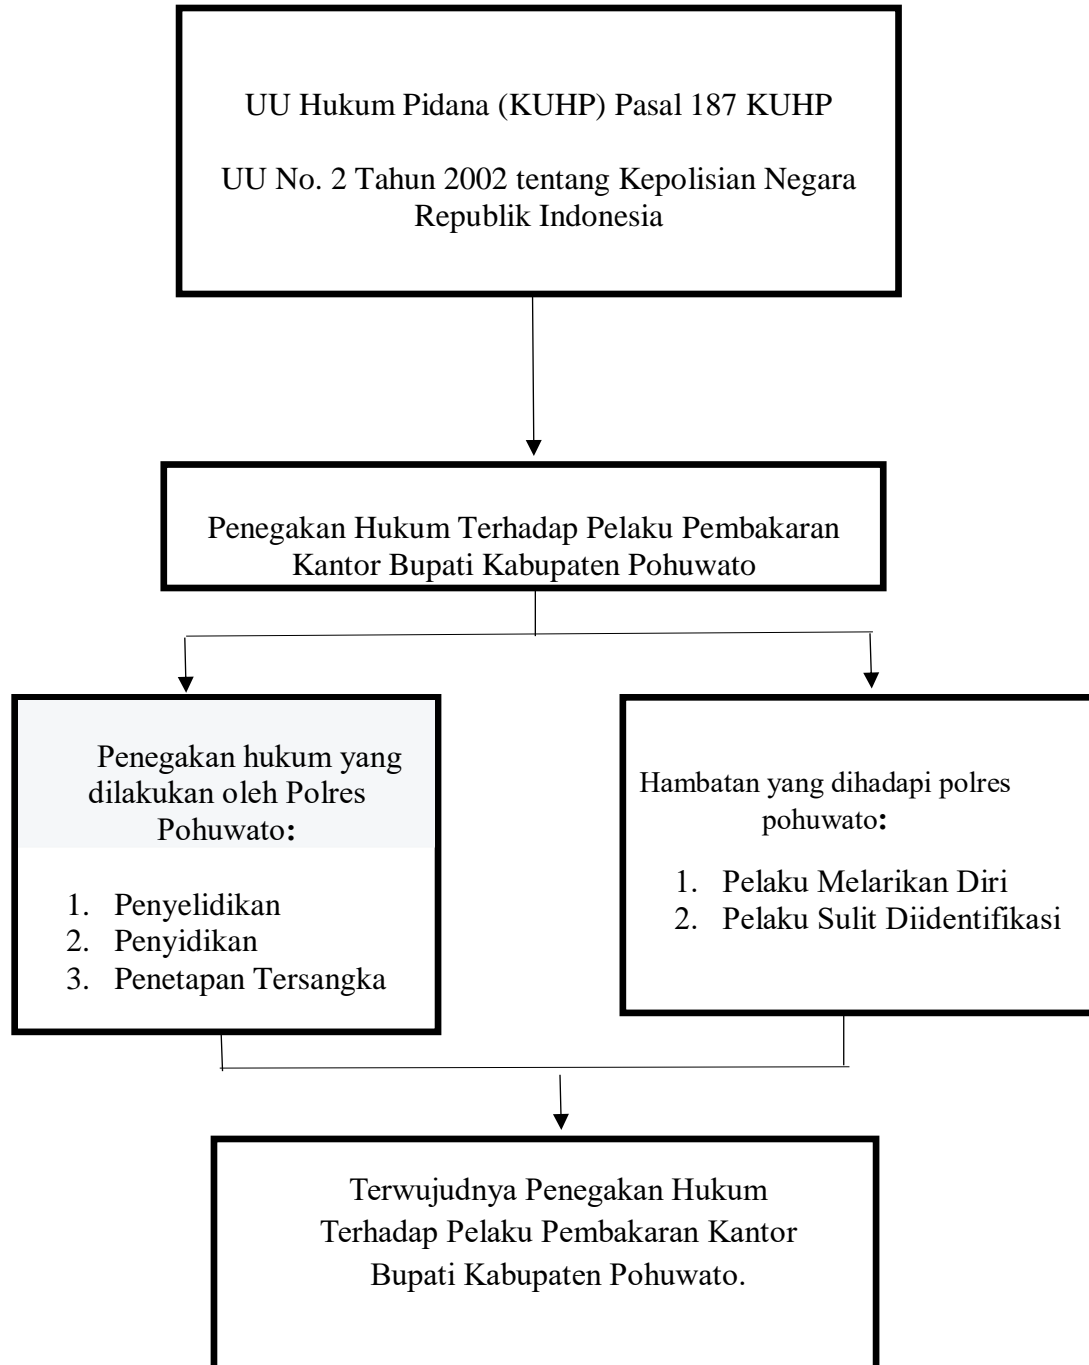 UU Hukum Pidana (KUHP) Pasal 187 KUHP
UU No. 2 Tahun 2002 tentang Kepolisian Negara
Republik Indonesia
Penegakan Hukum Terhadap Pelaku Pembakaran
Kantor Bupati Kabupaten Pohuwato
Penegakan hukum yang
dilakukan oleh Polres
Pohuwato:
1. Penyelidikan
2. Penyidikan
3. Penetapan Tersangka
Hambatan yang dihadapi polres
pohuwato:
1. Pelaku Melarikan Diri
2. Pelaku Sulit Diidentifikasi
Terwujudnya Penegakan Hukum
Terhadap Pelaku Pembakaran Kantor
Bupati Kabupaten Pohuwato.